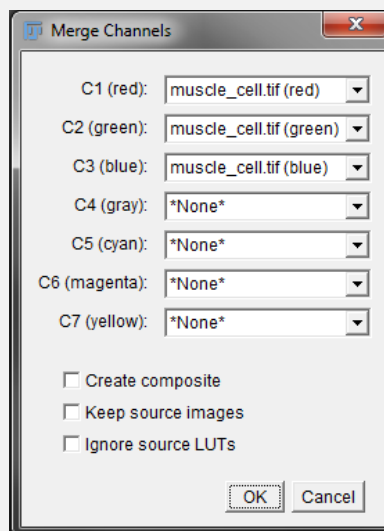 Merge Channels
C1 (red): muscle_cell.tif (red)
C2 (green): muscle_cell.tif (green)
C3 (blue): muscle_cell.tif (blue)
C4 (gray): *None*
C5 (cyan): *None*
C6 (magenta): *None*
C7 (yellow): *None*
Create composite
Keep source images
Ignore source LUTs
OK Cancel